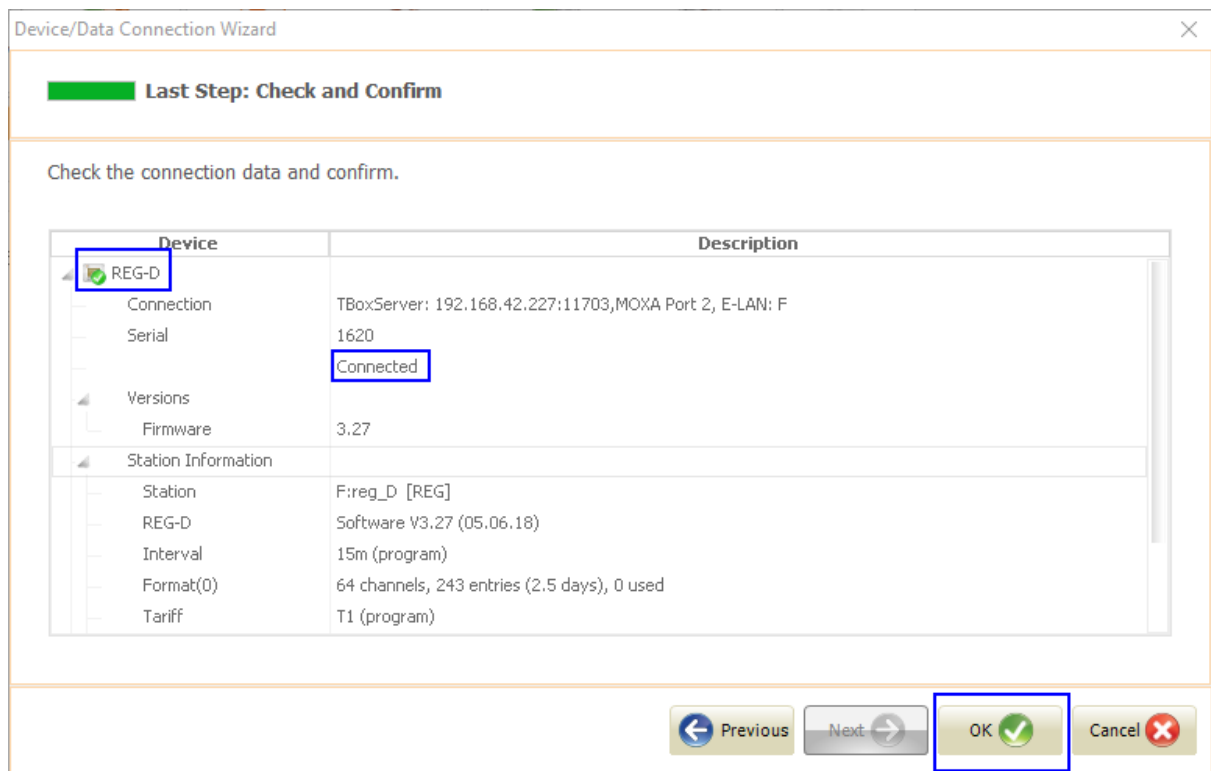 Device/Data Connection Wizard
Last Step: Check and Confirm
Check the connection data and confirm.
Device Description
REG-D
Connection TBoxServer: 192.168.42.227:11703,MOXA Port 2, E-LAN: F
Serial 1620
Connected
Versions
Firmware 3.27
Station Information
Station F:reg_D [REG]
REG-D Software V3.27 (05.06.18)
Interval 15m (program)
Format(0) 64 channels, 243 entries (2.5 days), 0 used
Tariff T1 (program)
Previous Next OK Cancel